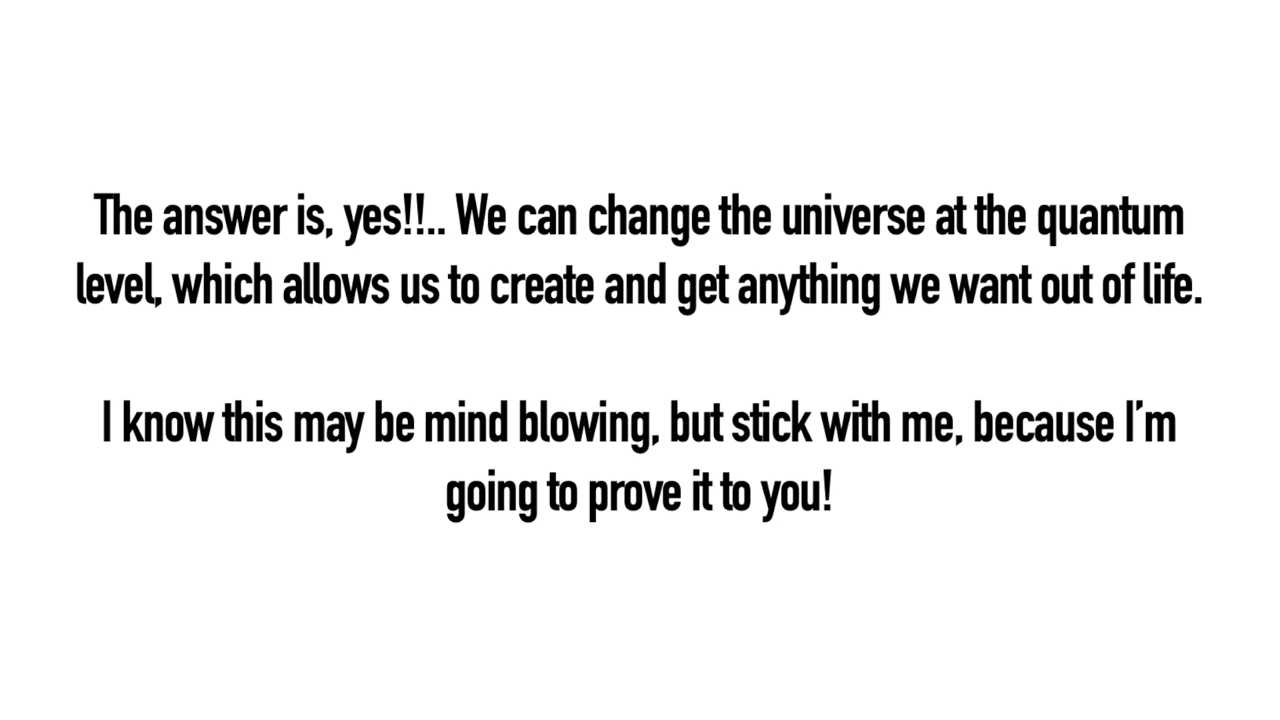 The answer is, yes!!.. We can change the universe at the quantum
level, which allows us to create and get anything we want out of life.
I know this may be mind blowing, but stick with me, because I’m
going to prove it to you!